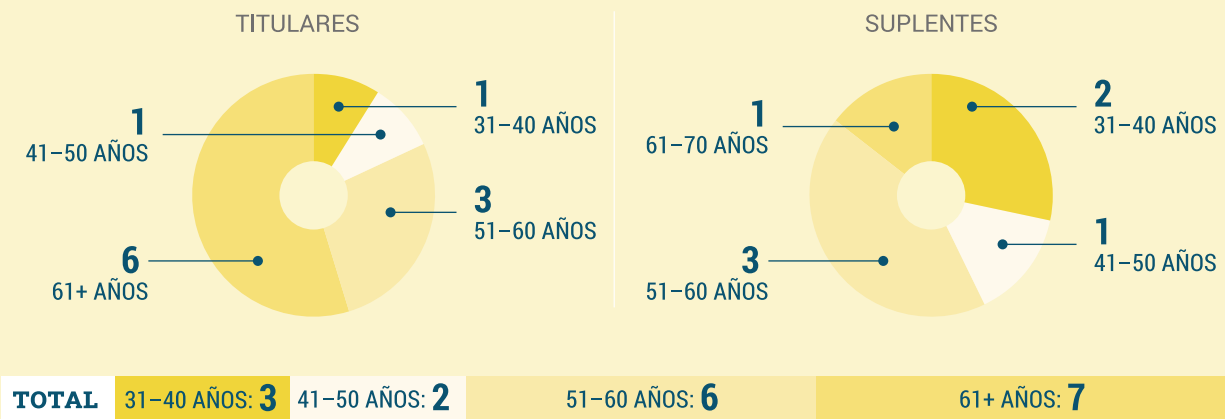 TITULARES
1
31–40 AÑOS
1
41–50 AÑOS
3
51–60 AÑOS
6
61+ AÑOS
SUPLENTES
2
31–40 AÑOS
1
61–70 AÑOS
1
41–50 AÑOS
3
51–60 AÑOS
TOTAL 31–40 AÑOS: 3 41–50 AÑOS: 2 51–60 AÑOS: 6 61+ AÑOS: 7